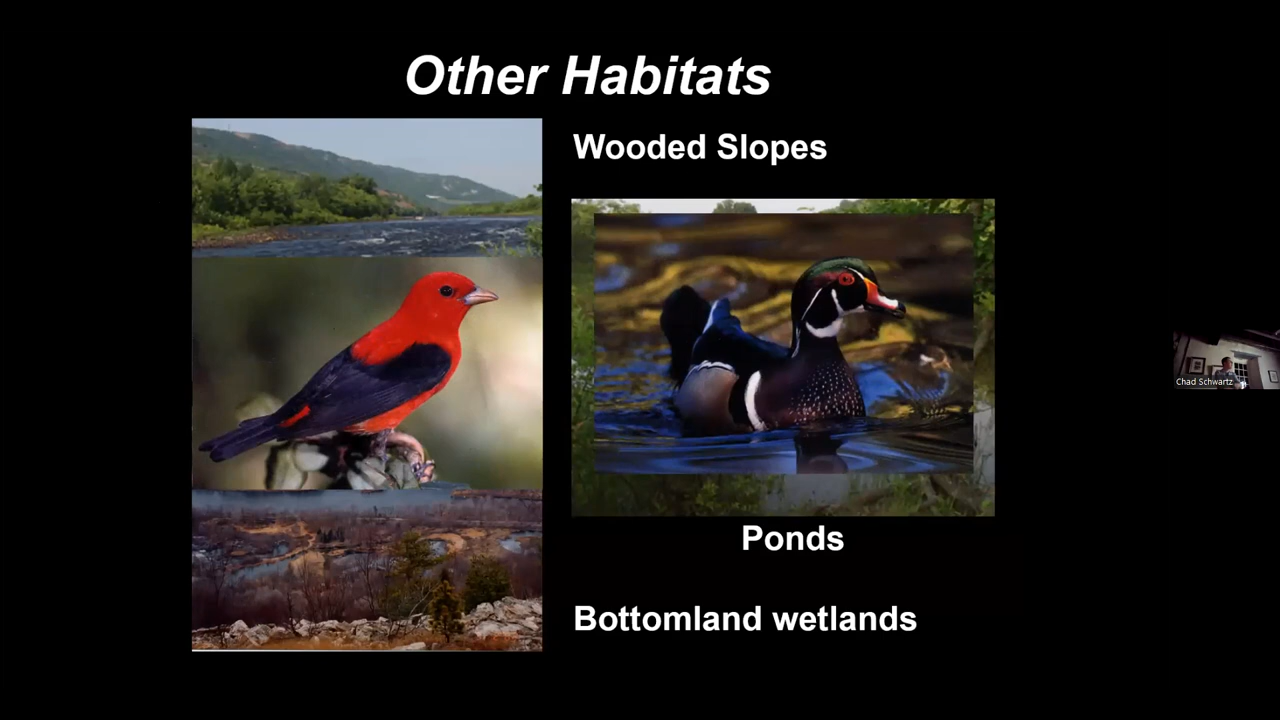 Other Habitats
Wooded Slopes
Ponds
Bottomland wetlands
Chad Schwartz